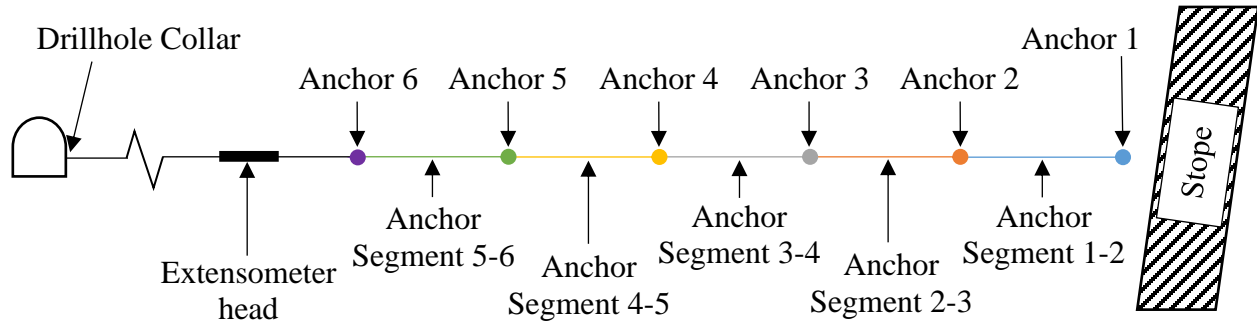 Drillhole Collar
Anchor 6
Anchor 5
Anchor 4
Anchor 3
Anchor 2
Anchor 1
Extensometer
head
Anchor
Segment 5-6
Anchor
Segment 4-5
Anchor
Segment 3-4
Anchor
Segment 2-3
Anchor
Segment 1-2
Stope